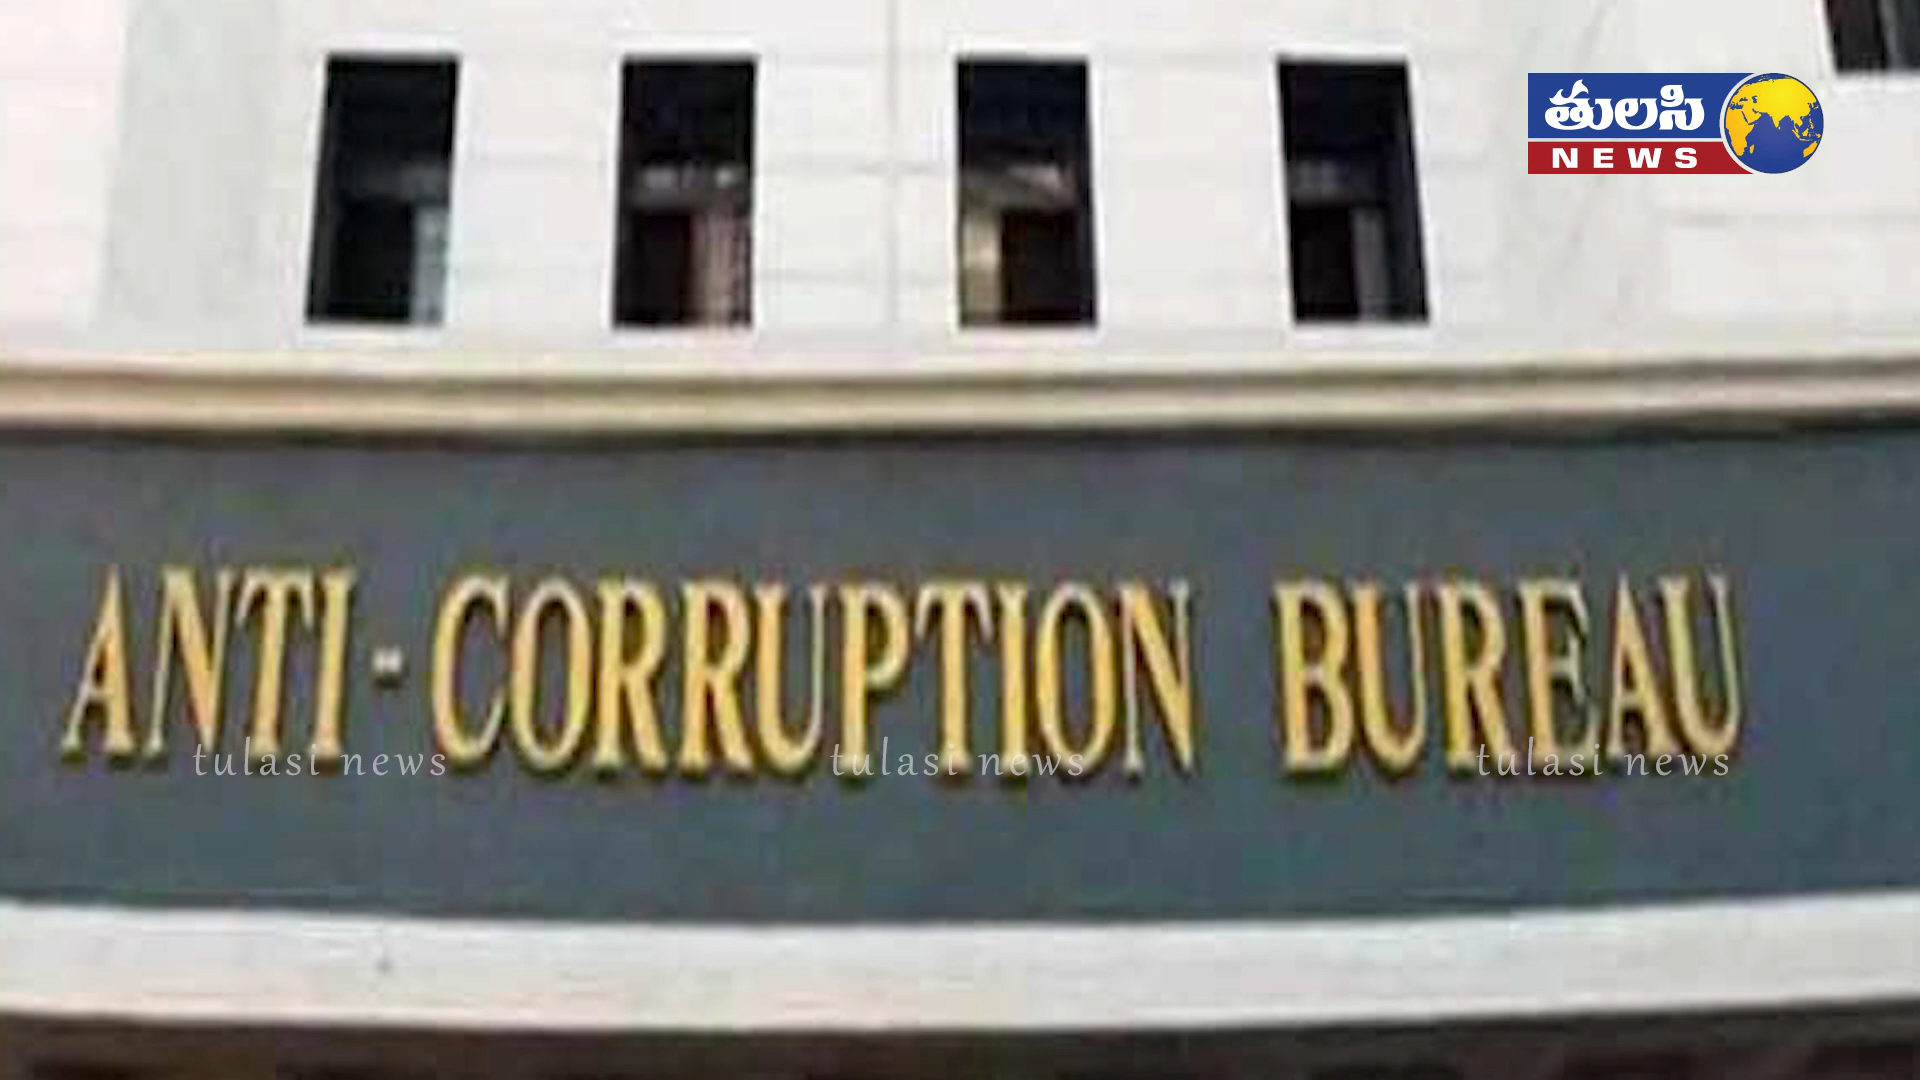 తులసి
NEWS
ANTI-CORRUPTION BUREAU
tulasi news tulasi news tulasi news